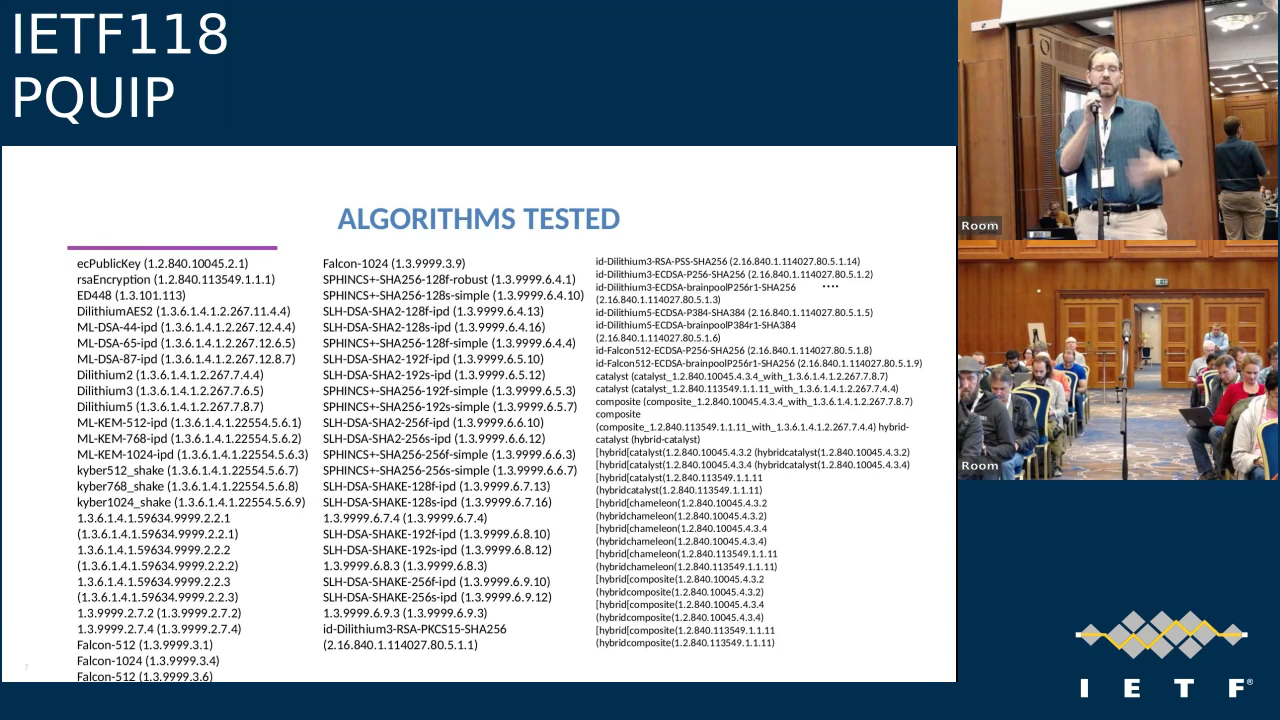 IETF118
PQUIP
ALGORITHMS TESTED
ecPublicKey (1.2.840.10045.2.1)
rsaEncryption (1.2.840.113549.1.1.1)
ED448 (1.3.101.113)
DilithiumAES2 (1.3.6.1.4.1.2.267.11.4.4)
ML-DSA-44-ipd (1.3.6.1.4.1.2.267.12.4.4)
ML-DSA-65-ipd (1.3.6.1.4.1.2.267.12.6.5)
ML-DSA-87-ipd (1.3.6.1.4.1.2.267.12.8.7)
Dilithium2 (1.3.6.1.4.1.2.267.7.4.4)
Dilithium3 (1.3.6.1.4.1.2.267.7.6.5)
Dilithium5 (1.3.6.1.4.1.2.267.7.8.7)
ML-KEM-512-ipd (1.3.6.1.4.1.22554.5.6.1)
ML-KEM-768-ipd (1.3.6.1.4.1.22554.5.6.2)
ML-KEM-1024-ipd (1.3.6.1.4.1.22554.5.6.3)
kyber512_shake (1.3.6.1.4.1.22554.5.6.7)
kyber768_shake (1.3.6.1.4.1.22554.5.6.8)
kyber1024_shake (1.3.6.1.4.1.22554.5.6.9)
1.3.6.1.4.1.59634.9999.2.2.1
(1.3.6.1.4.1.59634.9999.2.2.1)
1.3.6.1.4.1.59634.9999.2.2.2
(1.3.6.1.4.1.59634.9999.2.2.2)
1.3.6.1.4.1.59634.9999.2.2.3
(1.3.6.1.4.1.59634.9999.2.2.3)
1.3.9999.2.7.2 (1.3.9999.2.7.2)
1.3.9999.2.7.4 (1.3.9999.2.7.4)
Falcon-512 (1.3.9999.3.1)
Falcon-1024 (1.3.9999.3.4)
Falcon-512 (1.3.9999.3.6)
Falcon-1024 (1.3.9999.3.9)
SPHINCS+-SHA256-128f-robust (1.3.9999.6.4.1)
SPHINCS+-SHA256-128s-simple (1.3.9999.6.4.10)
SLH-DSA-SHA2-128f-ipd (1.3.9999.6.4.13)
SLH-DSA-SHA2-128s-ipd (1.3.9999.6.4.16)
SPHINCS+-SHA256-128f-simple (1.3.9999.6.4.4)
SLH-DSA-SHA2-192f-ipd (1.3.9999.6.5.10)
SLH-DSA-SHA2-192s-ipd (1.3.9999.6.5.12)
SPHINCS+-SHA256-192f-simple (1.3.9999.6.5.3)
SPHINCS+-SHA256-192s-simple (1.3.9999.6.5.7)
SLH-DSA-SHA2-256f-ipd (1.3.9999.6.6.10)
SLH-DSA-SHA2-256s-ipd (1.3.9999.6.6.12)
SPHINCS+-SHA256-256f-simple (1.3.9999.6.6.3)
SPHINCS+-SHA256-256s-simple (1.3.9999.6.6.7)
SLH-DSA-SHAKE-128f-ipd (1.3.9999.6.7.13)
SLH-DSA-SHAKE-128s-ipd (1.3.9999.6.7.16)
1.3.9999.6.7.4 (1.3.9999.6.7.4)
SLH-DSA-SHAKE-192f-ipd (1.3.9999.6.8.10)
SLH-DSA-SHAKE-192s-ipd (1.3.9999.6.8.12)
1.3.9999.6.8.3 (1.3.9999.6.8.3)
SLH-DSA-SHAKE-256f-ipd (1.3.9999.6.9.10)
SLH-DSA-SHAKE-256s-ipd (1.3.9999.6.9.12)
1.3.9999.6.9.3 (1.3.9999.6.9.3)
id-Dilithium3-RSA-PKCS15-SHA256
(2.16.840.1.114027.80.5.1.1)
id-Dilithium3-RSA-PSS-SHA256 (2.16.840.1.114027.80.5.1.14)
id-Dilithium3-ECDSA-P256-SHA256 (2.16.840.1.114027.80.5.1.2)
id-Dilithium3-ECDSA-brainpoolP256r1-SHA256 ....
(2.16.840.1.114027.80.5.1.3)
id-Dilithium5-ECDSA-P384-SHA384 (2.16.840.1.114027.80.5.1.5)
id-Dilithium5-ECDSA-brainpoolP384r1-SHA384
(2.16.840.1.114027.80.5.1.6)
id-Falcon512-ECDSA-P256-SHA256 (2.16.840.1.114027.80.5.1.8)
id-Falcon512-ECDSA-brainpoolP256r1-SHA256 (2.16.840.1.114027.80.5.1.9)
catalyst (catalyst_1.2.840.10045.4.3.4_with_1.3.6.1.4.1.2.267.7.8.7)
catalyst (catalyst_1.2.840.113549.1.1.11_with_1.3.6.1.4.1.2.267.7.4.4)
composite (composite_1.2.840.10045.4.3.4_with_1.3.6.1.4.1.2.267.7.8.7)
composite
(composite_1.2.840.113549.1.1.11_with_1.3.6.1.4.1.2.267.7.4.4) hybrid-
catalyst (hybrid-catalyst)
[hybrid[catalyst(1.2.840.10045.4.3.2 (hybridcatalyst(1.2.840.10045.4.3.2)
[hybrid[catalyst(1.2.840.10045.4.3.4 (hybridcatalyst(1.2.840.10045.4.3.4)
[hybrid[catalyst(1.2.840.113549.1.1.11
(hybridcatalyst(1.2.840.113549.1.1.11)
[hybrid[chameleon(1.2.840.10045.4.3.2
(hybridchameleon(1.2.840.10045.4.3.2)
[hybrid[chameleon(1.2.840.10045.4.3.4
(hybridchameleon(1.2.840.10045.4.3.4)
[hybrid[chameleon(1.2.840.113549.1.1.11
(hybridchameleon(1.2.840.113549.1.1.11)
[hybrid[composite(1.2.840.10045.4.3.2
(hybridcomposite(1.2.840.10045.4.3.2)
[hybrid[composite(1.2.840.10045.4.3.4
(hybridcomposite(1.2.840.10045.4.3.4)
[hybrid[composite(1.2.840.113549.1.1.11
(hybridcomposite(1.2.840.113549.1.1.11)
Room
Room
I E T F®